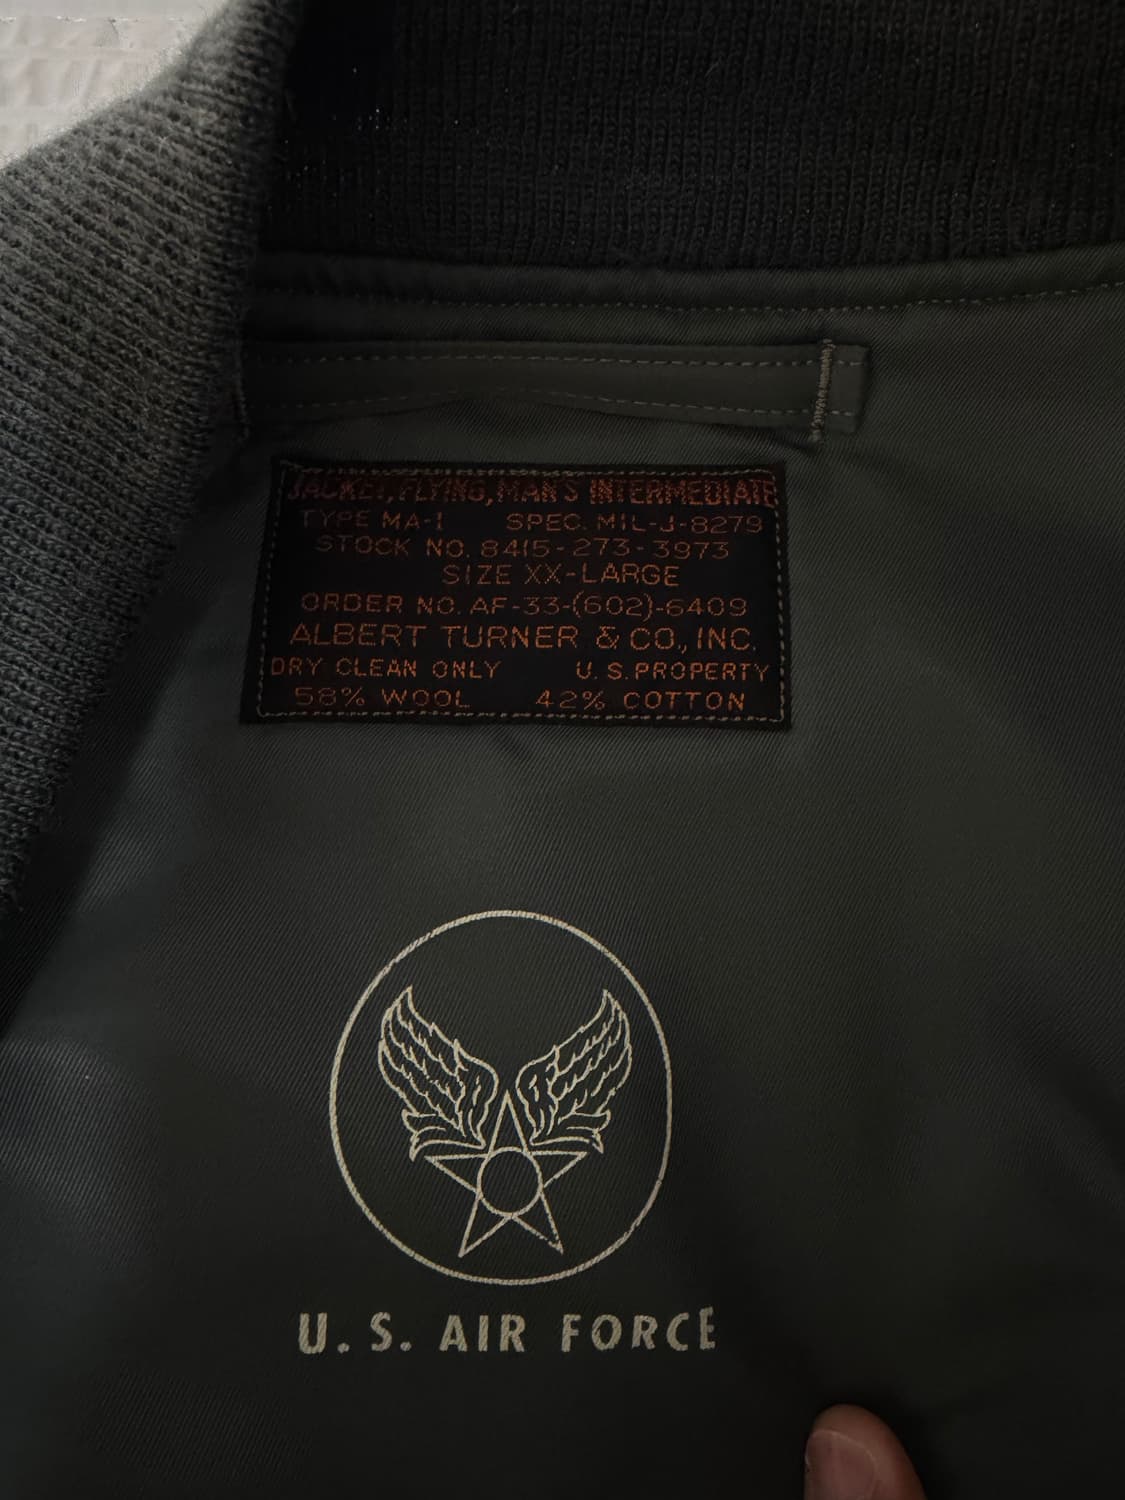 JACKET, FLYING, MAN'S INTERMEDIATE
TYPE MA-1 SPEC. MIL-J-8279
STOCK NO. 8415-273-3973
SIZE XX-LARGE
ORDER NO. AF-33-(602)-6409
ALBERT TURNER & CO., INC.
DRY CLEAN ONLY U.S. PROPERTY
58% WOOL 42% COTTON
U.S. AIR FORCE